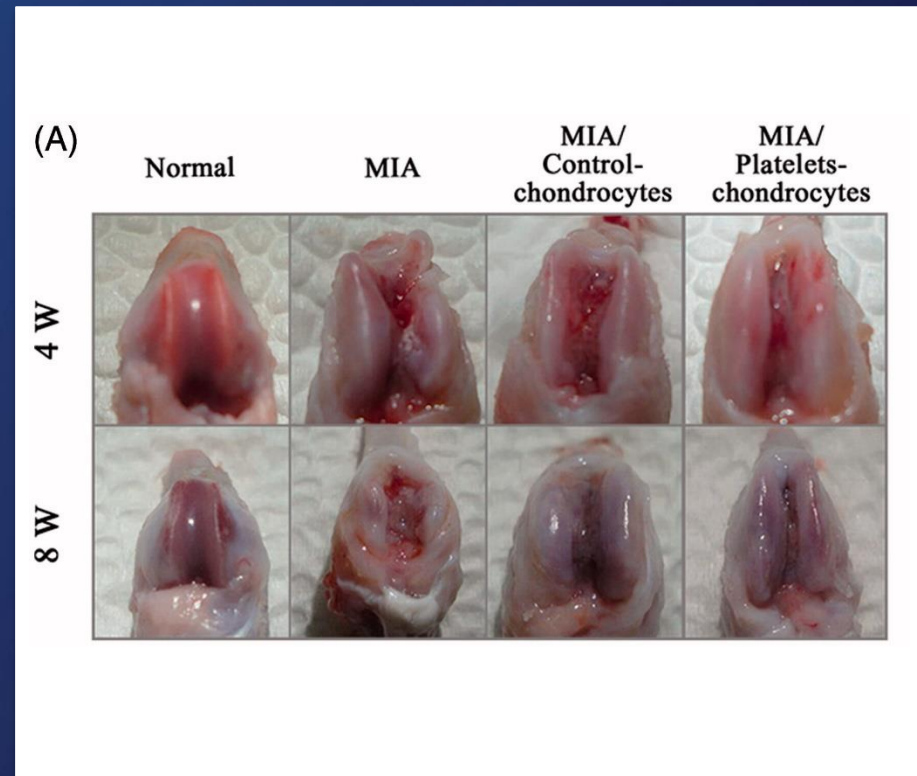 (A)
Normal
MIA
MIA/
Control-
chondrocytes
MIA/
Platelets-
chondrocytes
4 W
8 W